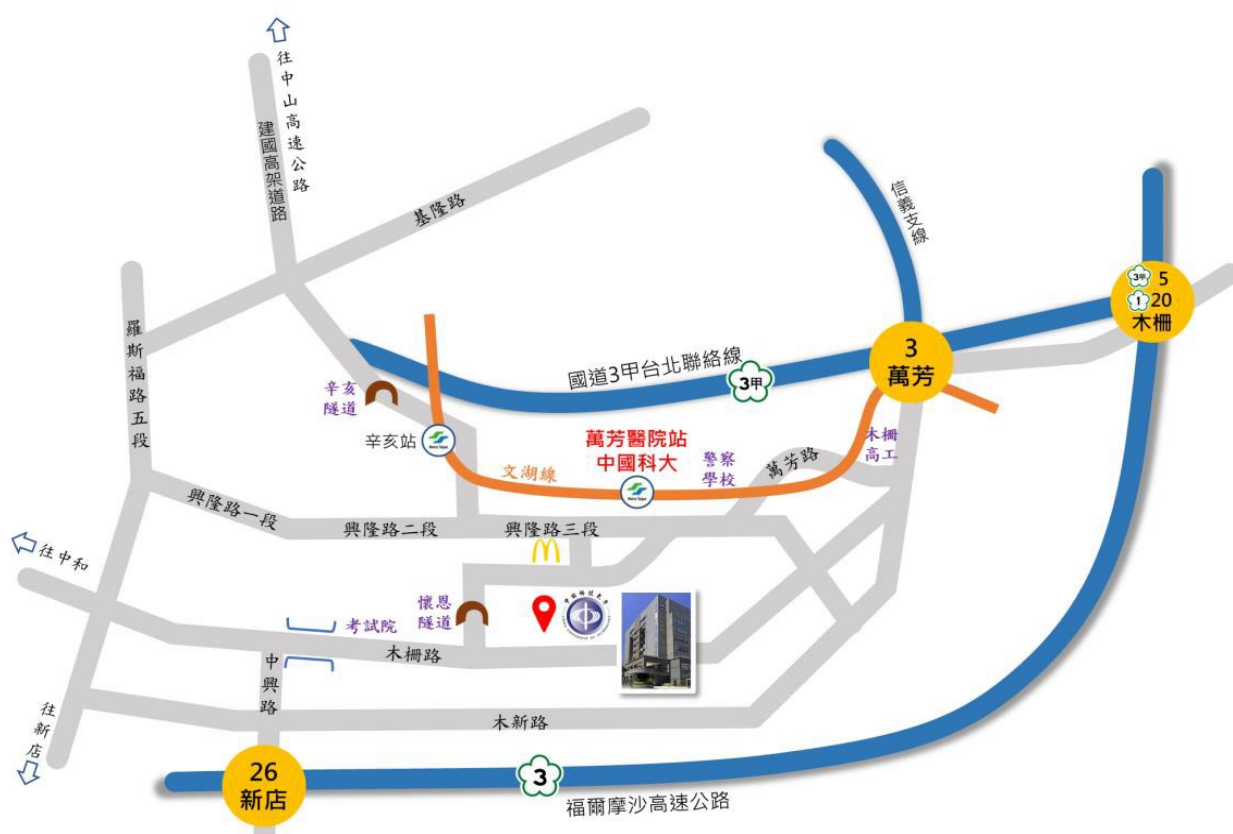 往中山高速公路
建國高架道路
基隆路
信義支線
羅斯福路五段
3甲 5
1 20
木柵
3
萬芳
國道3甲台北聯絡線
3甲
辛亥
隧道
辛亥站
萬芳醫院站
中國科大
文湖線
警察
學校
萬芳路
木柵
高工
興隆路一段
興隆路二段
興隆路三段
往中和
懷恩
隧道
考試院
木柵路
中興路
木新路
往新店
26
新店
3
福爾摩沙高速公路